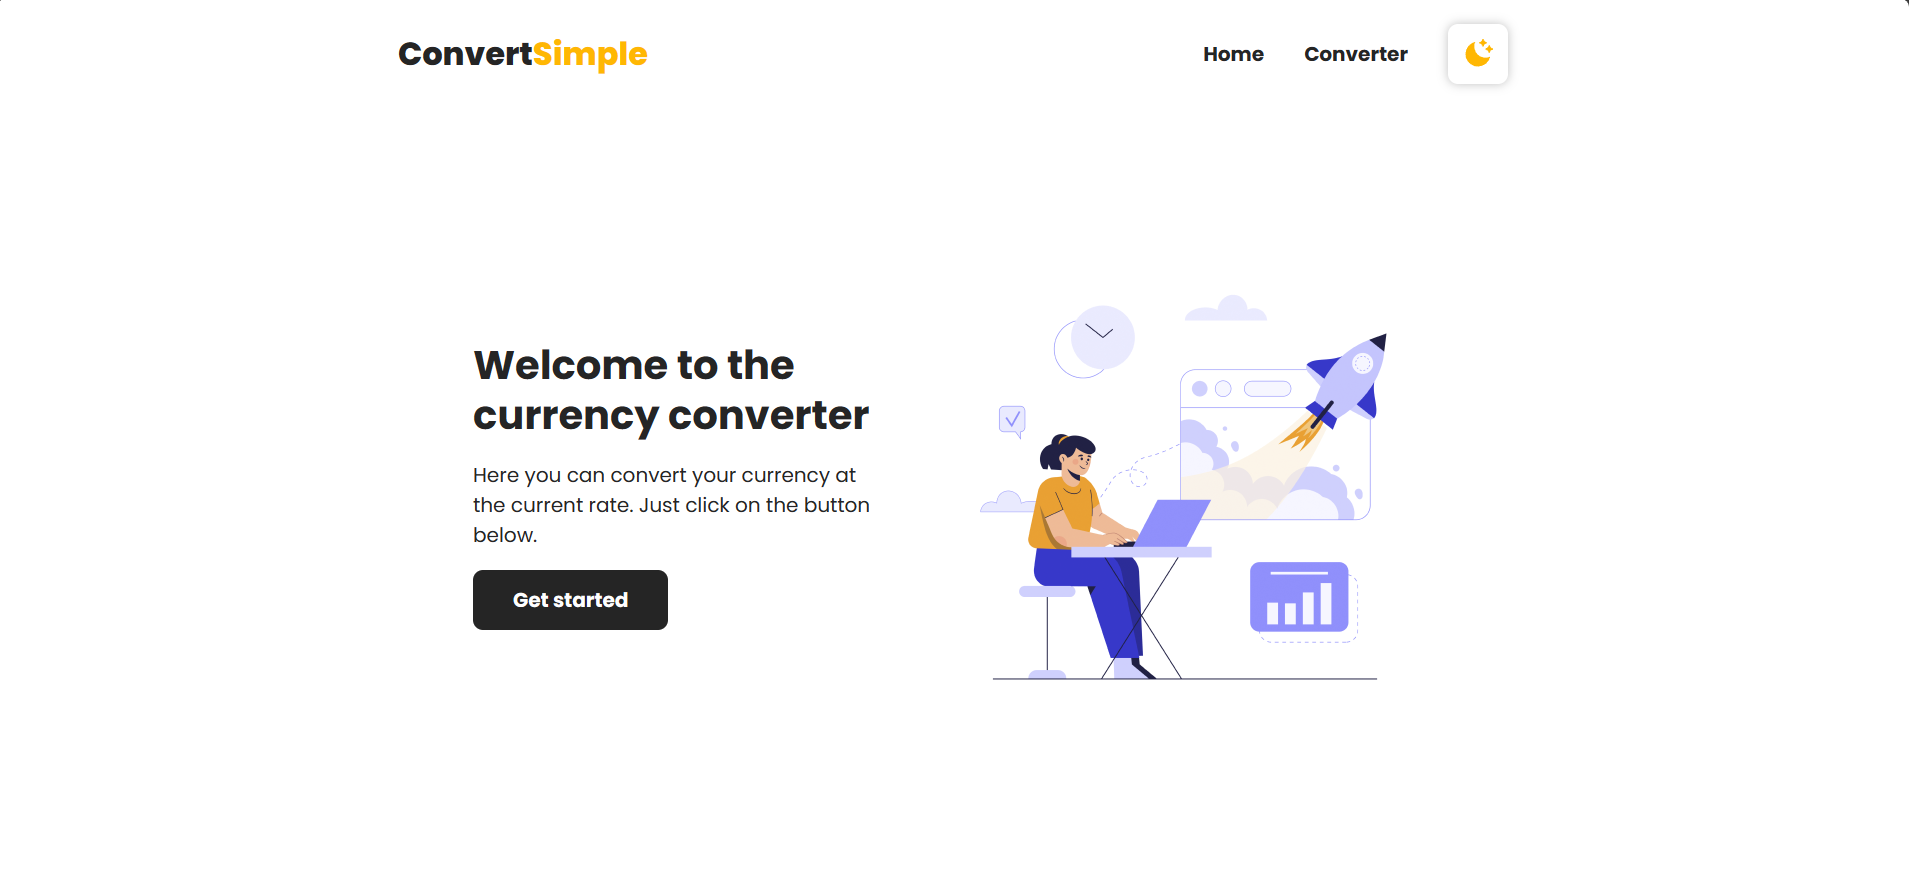 ConvertSimple
Home
Converter
Welcome to the
currency converter
Here you can convert your currency at
the current rate. Just click on the button
below.
Get started